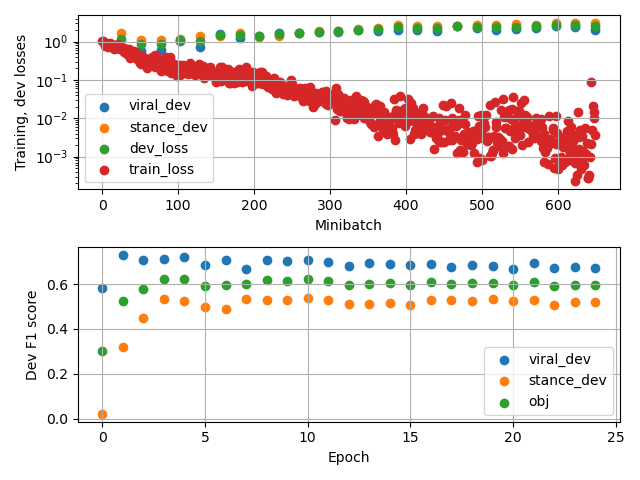 Training, dev losses
10⁰
10⁻¹
10⁻²
10⁻³
viral_dev
stance_dev
dev_loss
train_loss
0 100 200 300 400 500 600
Minibatch
Dev F1 score
0.6
0.4
0.2
0.0
viral_dev
stance_dev
obj
0 5 10 15 20 25
Epoch